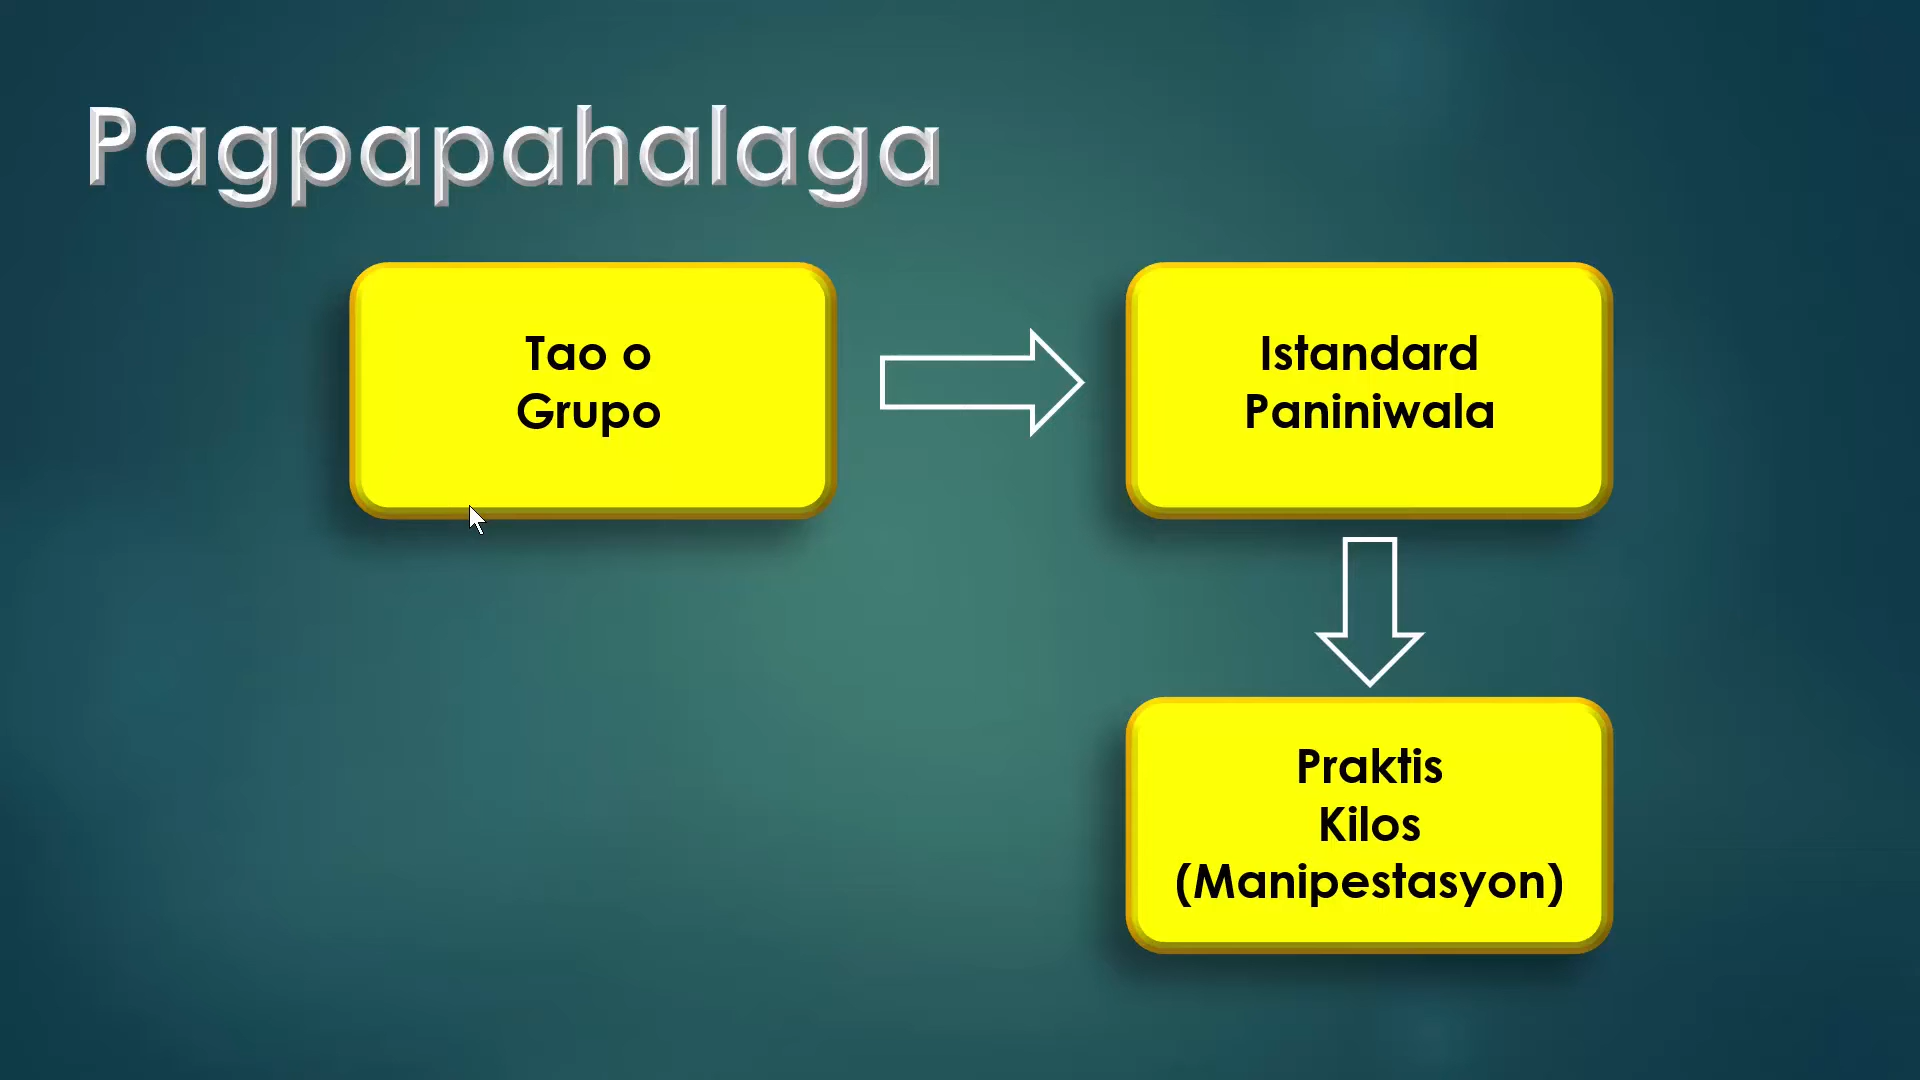 Pagpapahalaga
Tao o
Grupo
Istandard
Paniniwala
Praktis
Kilos
(Manipestasyon)